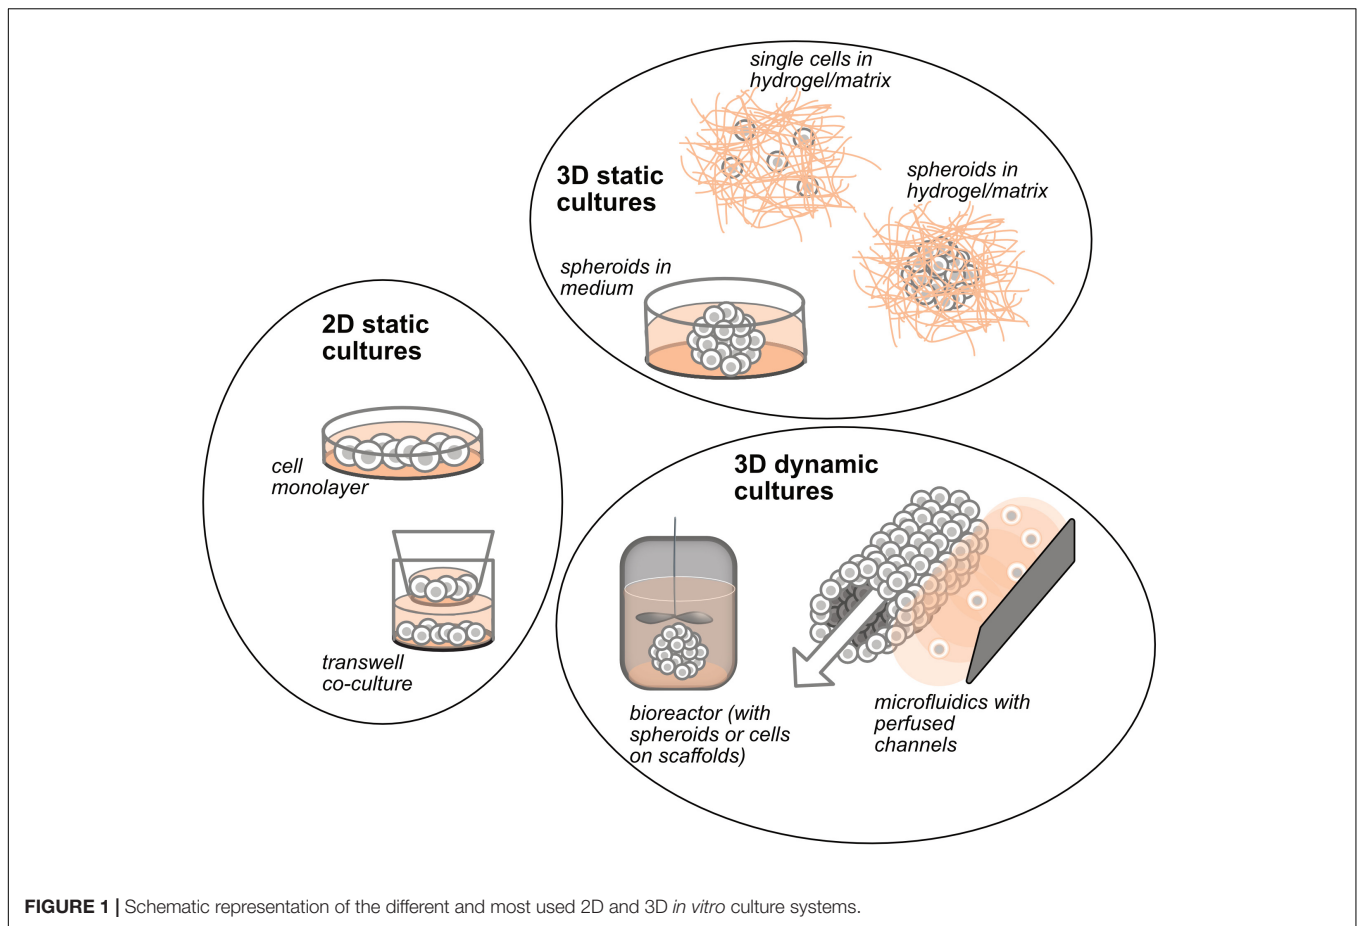 single cells in
hydrogel/matrix
3D static
cultures
spheroids in
hydrogel/matrix
spheroids in
medium
2D static
cultures
cell
monolayer
transwell
co-culture
3D dynamic
cultures
bioreactor (with
spheroids or cells
on scaffolds)
microfluidics with
perfused
channels
FIGURE 1 | Schematic representation of the different and most used 2D and 3D in vitro culture systems.